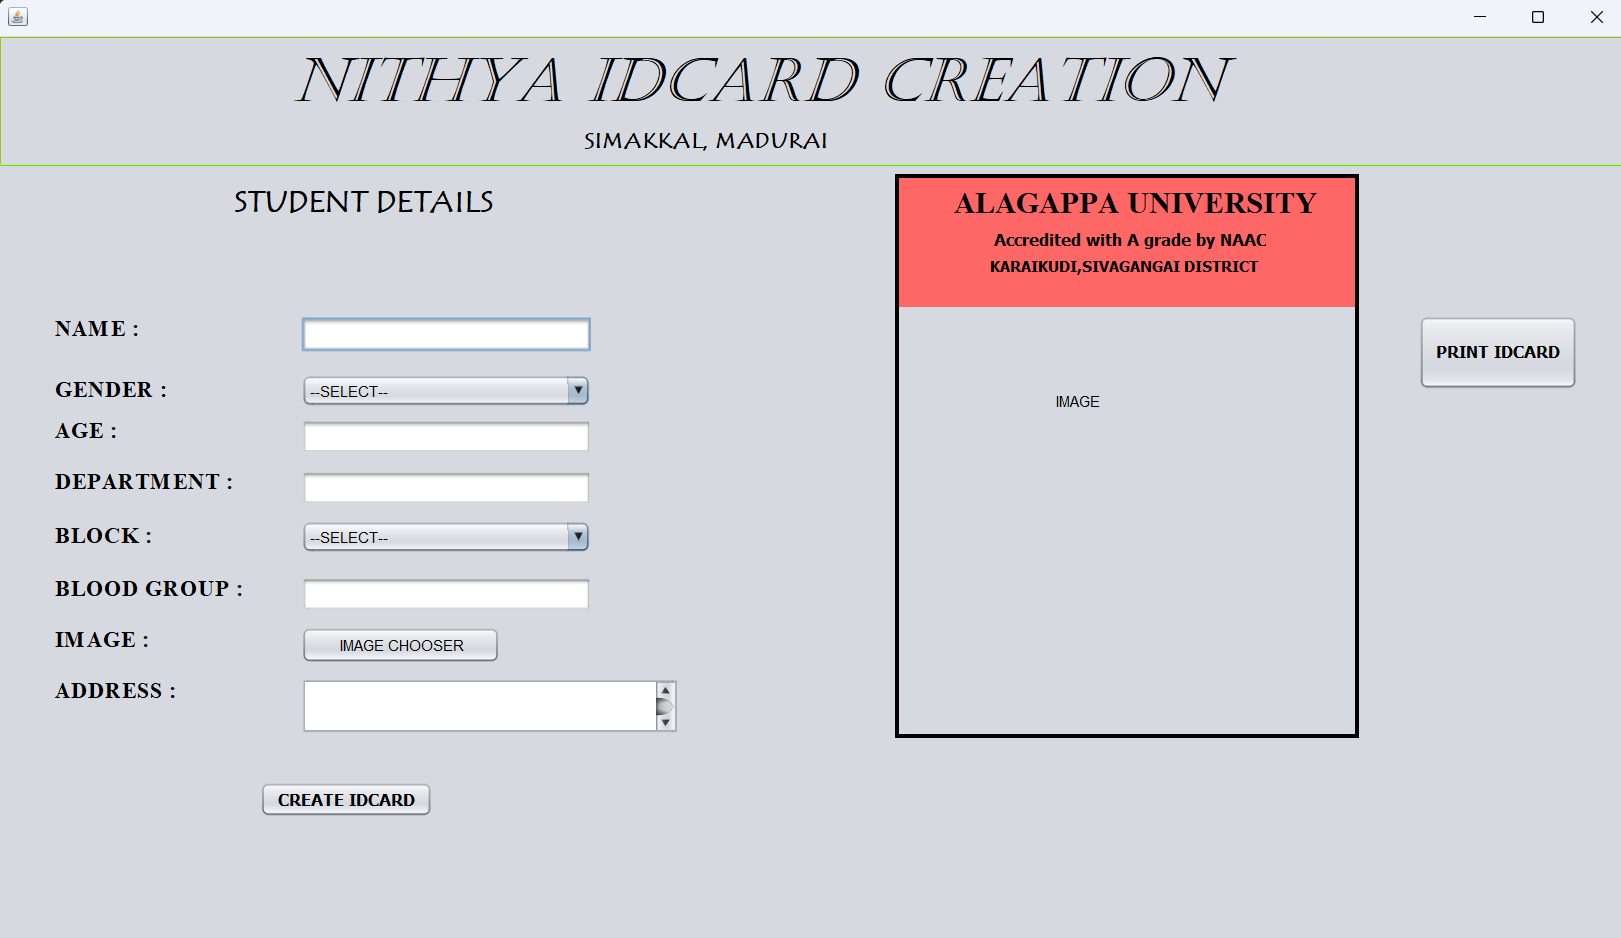 NITHYA IDCARD CREATION
SIMAKKAL, MADURAI
STUDENT DETAILS
NAME :
GENDER :
--SELECT--
AGE :
DEPARTMENT :
BLOCK :
--SELECT--
BLOOD GROUP :
IMAGE :
IMAGE CHOOSER
ADDRESS :
CREATE IDCARD
ALAGAPPA UNIVERSITY
Accredited with A grade by NAAC
KARAIKUDI,SIVAGANGAI DISTRICT
IMAGE
PRINT IDCARD